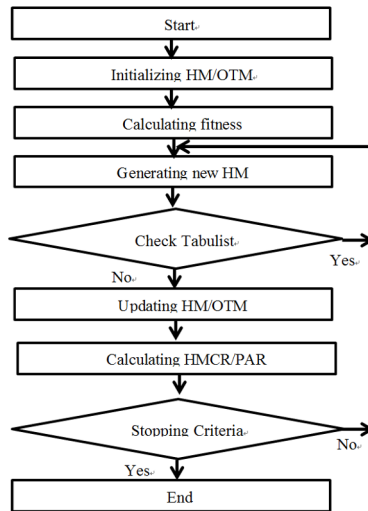 Start
Initializing HM/OTM
Calculating fitness
Generating new HM
Check Tabulist
Yes
No
Updating HM/OTM
Calculating HMCR/PAR
Stopping Criteria
No
Yes
End